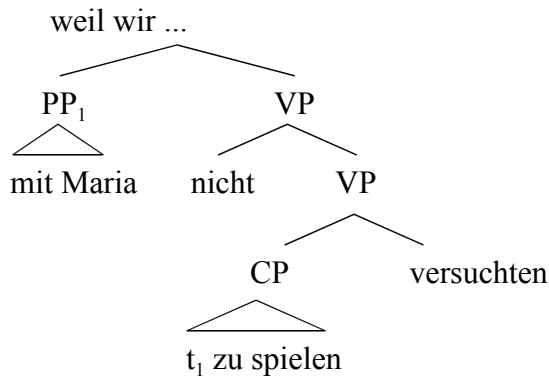 weil wir ...
PP₁ VP
mit Maria nicht VP
CP versuchten
t₁ zu spielen